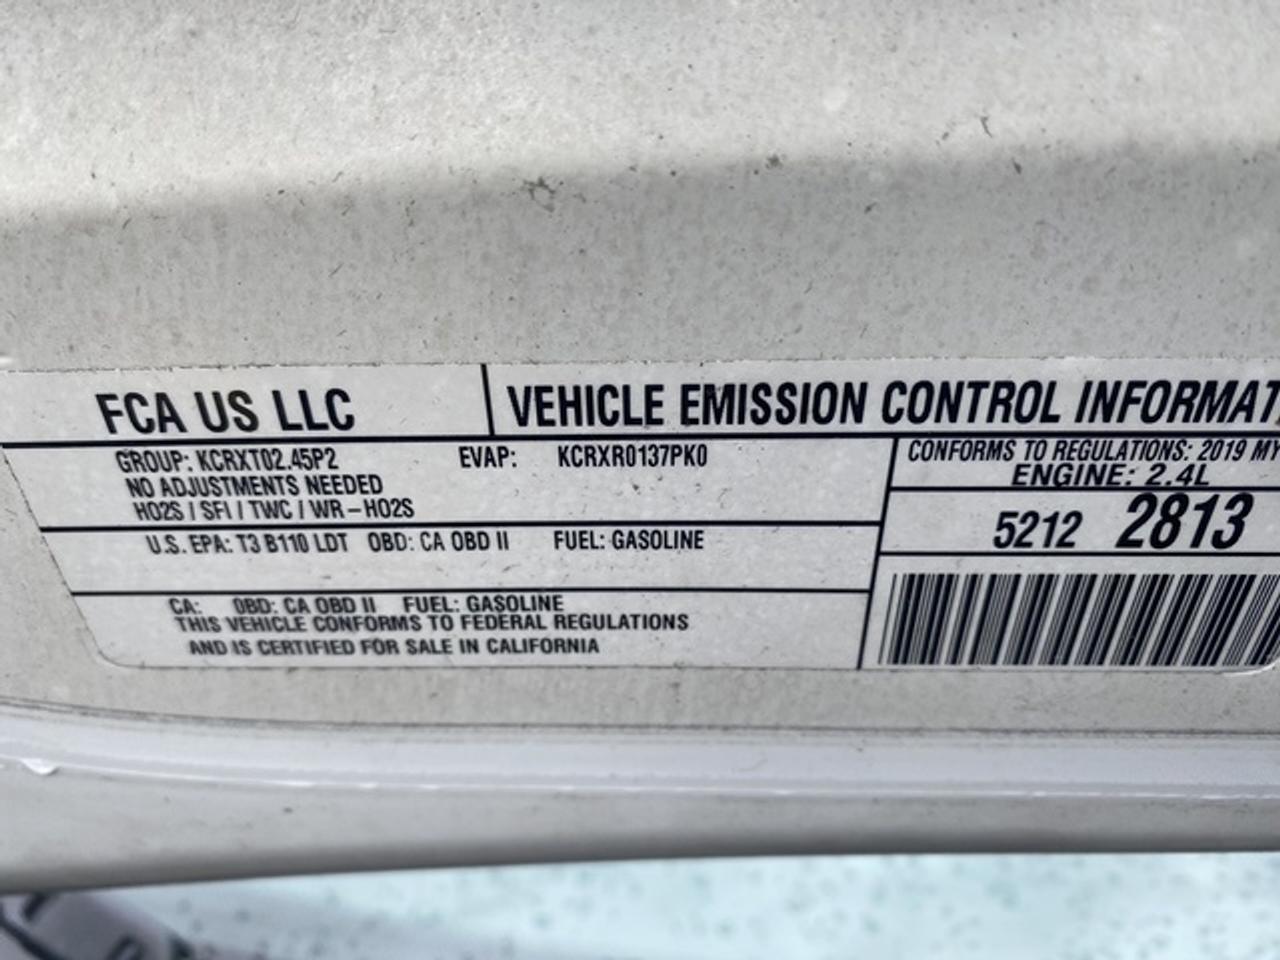 FCA US LLC
VEHICLE EMISSION CONTROL
GROUP: KCRXT02.45P2 EVAP: KCRXR0137PK0
NO ADJUSTMENTS NEEDED
HO2S / SFI / TWC / WR-HO2S
CONFORMS TO REGULATIONS: 2019 MY
ENGINE: 2.4L
5212 2813
U.S. EPA: T3 B110 LDT OBD: CA OBD II FUEL: GASOLINE
CA: OBD: CA OBD II FUEL: GASOLINE
THIS VEHICLE CONFORMS TO FEDERAL REGULATIONS
AND IS CERTIFIED FOR SALE IN CALIFORNIA